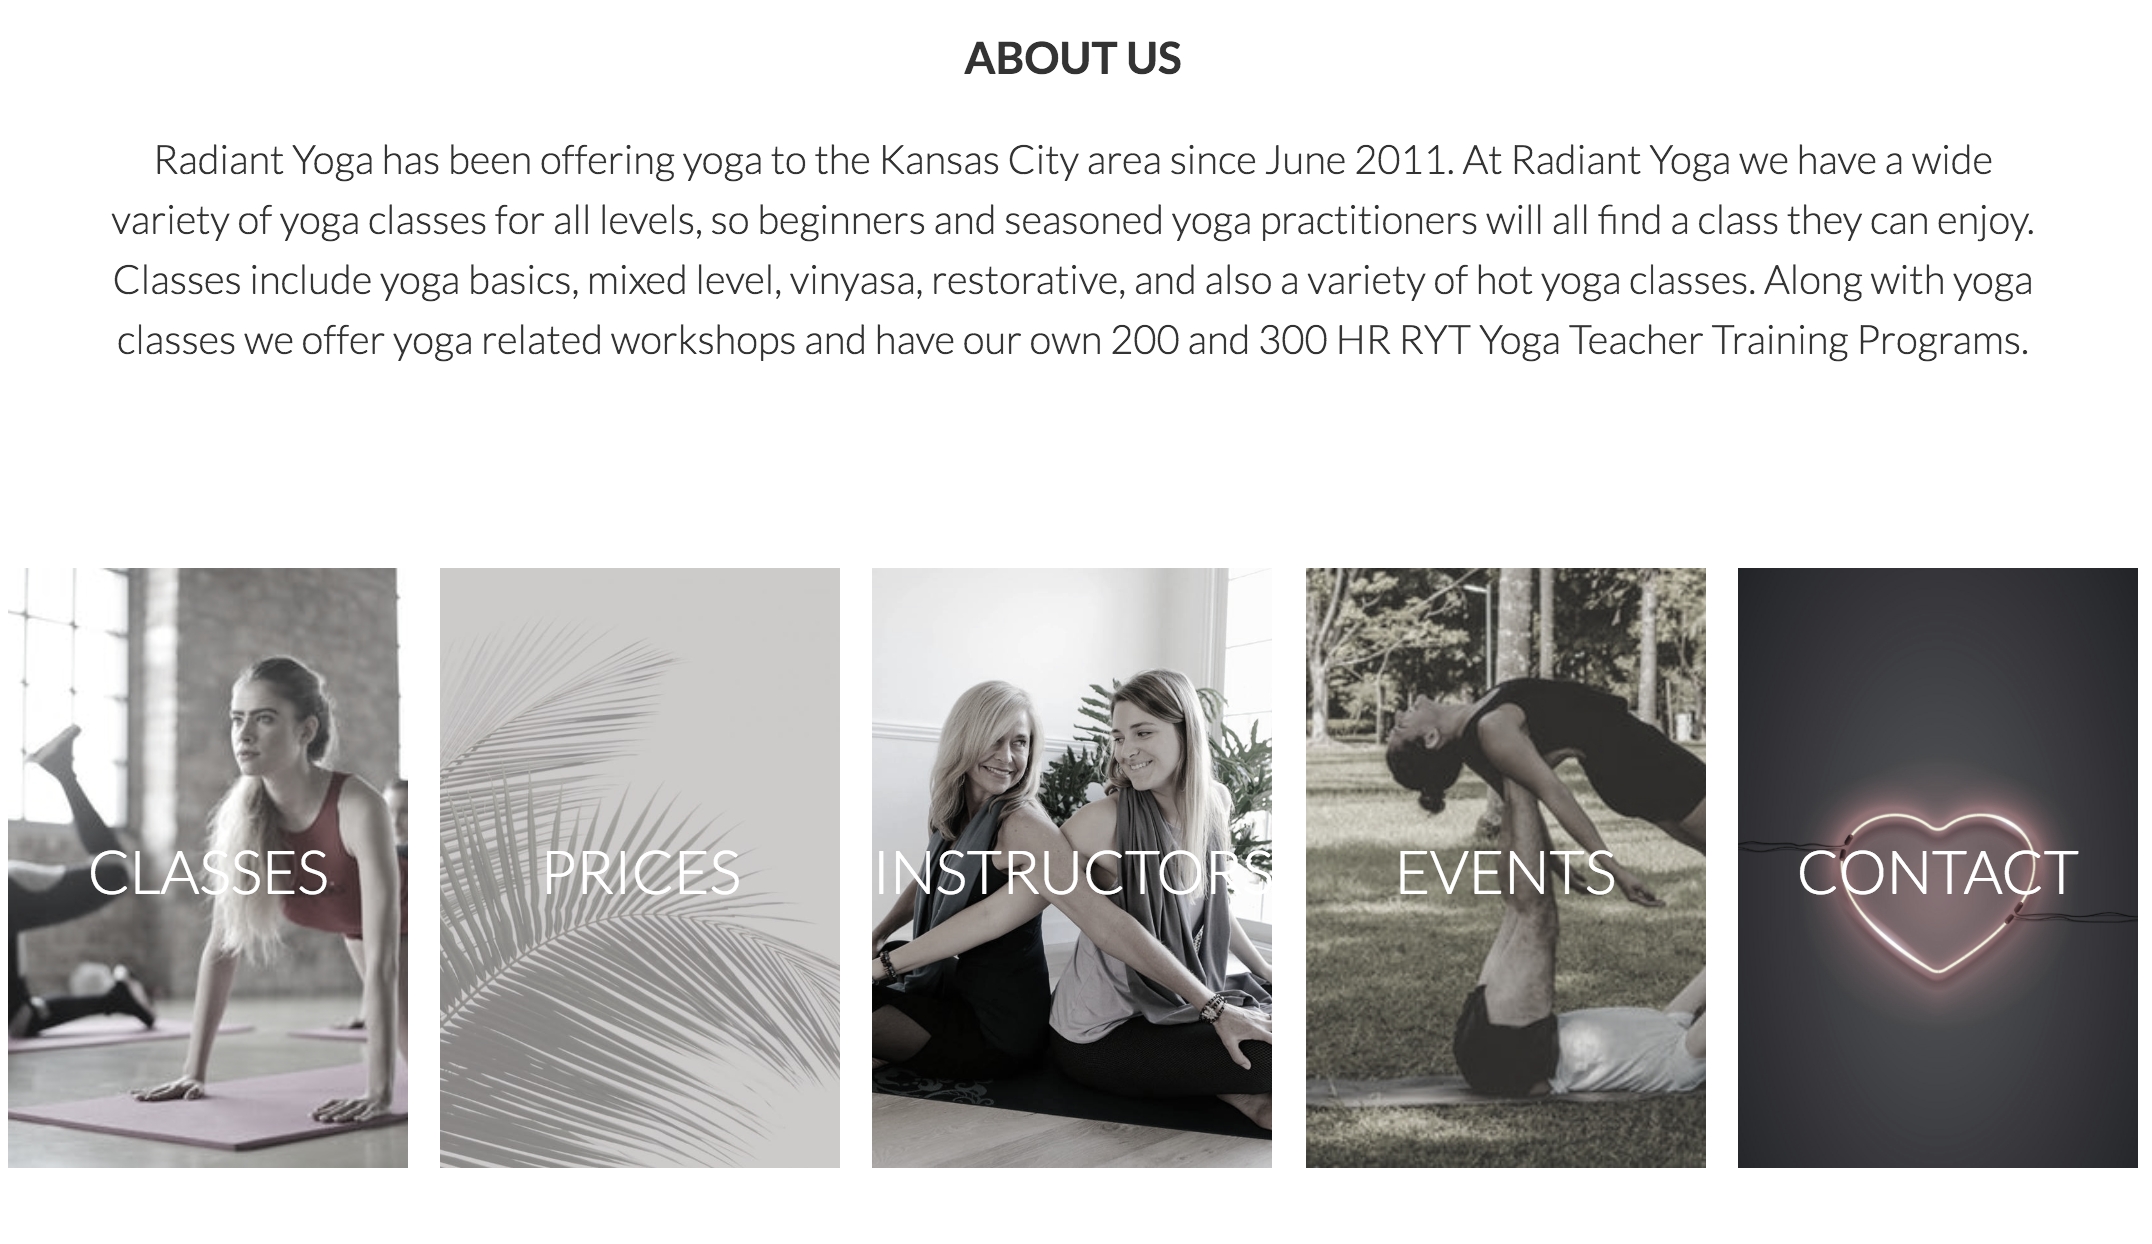 ABOUT US
Radiant Yoga has been offering yoga to the Kansas City area since June 2011. At Radiant Yoga we have a wide
variety of yoga classes for all levels, so beginners and seasoned yoga practitioners will all find a class they can enjoy.
Classes include yoga basics, mixed level, vinyasa, restorative, and also a variety of hot yoga classes. Along with yoga
classes we offer yoga related workshops and have our own 200 and 300 HR RYT Yoga Teacher Training Programs.
CLASSES
PRICES
INSTRUCTORS
EVENTS
CONTACT